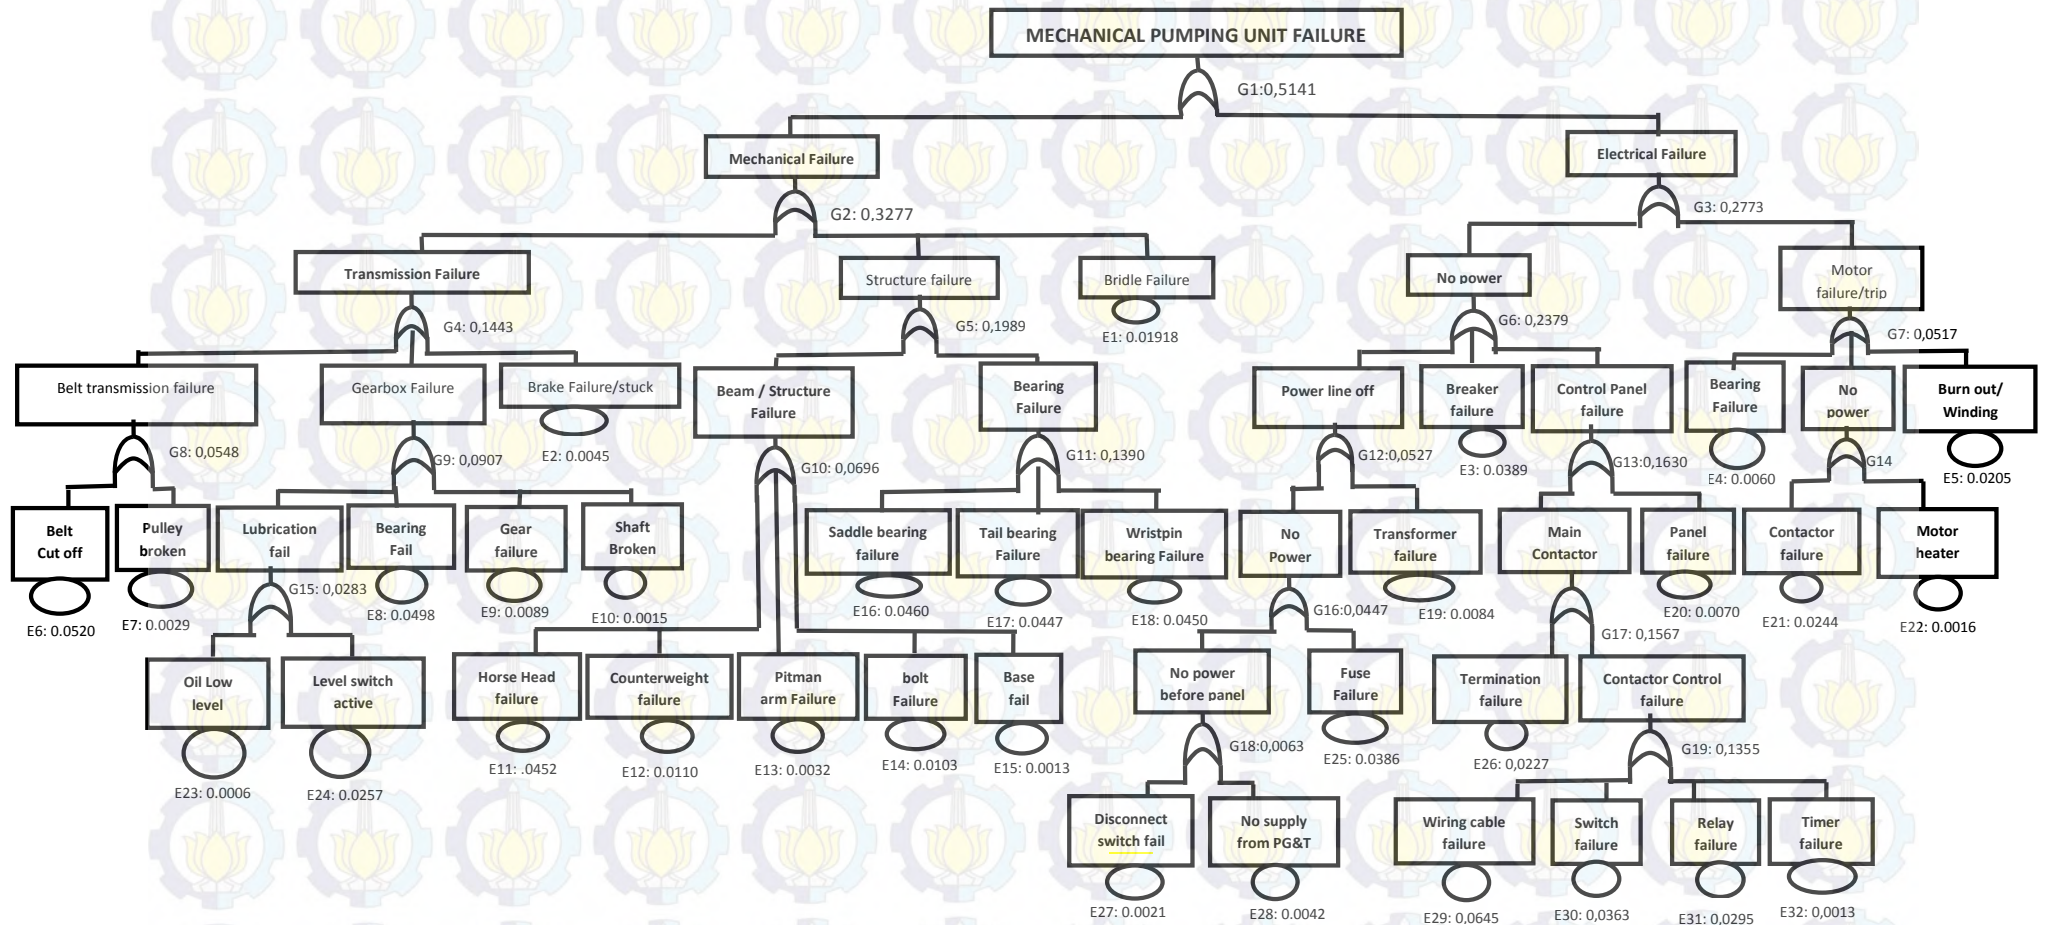 MECHANICAL PUMPING UNIT FAILURE
G1:0,5141
Mechanical Failure
Electrical Failure
G2: 0,3277
G3: 0,2773
Transmission Failure
Structure failure
Bridle Failure
No power
Motor
failure/trip
G4: 0,1443
G5: 0,1989
E1: 0.01918
G6: 0,2379
G7: 0,0517
Belt transmission failure
Gearbox Failure
Brake Failure/stuck
Beam / Structure
Failure
Bearing
Failure
Power line off
Breaker
failure
Control Panel
failure
Bearing
Failure
No
power
Burn out/
Winding
G8: 0,0548
G9: 0,0907
E2: 0.0045
G10: 0,0696
G11: 0,1390
G12:0,0527
E3: 0.0389
G13:0,1630
E4: 0.0060
G14
E5: 0.0205
Belt
Cut off
Pulley
broken
Lubrication
fail
Bearing
Fail
Gear
failure
Shaft
Broken
Saddle bearing
failure
Tail bearing
Failure
Wristpin
bearing Failure
No
Power
Transformer
failure
Main
Contactor
Panel
failure
Contactor
failure
Motor
heater
E6: 0.0520
E7: 0.0029
G15: 0,0283
E8: 0.0498
E9: 0.0089
E10: 0.0015
E16: 0.0460
E17: 0.0447
E18: 0.0450
G16:0,0447
E19: 0.0084
G17: 0,1567
E20: 0.0070
E21: 0.0244
E22: 0.0016
Oil Low
level
Level switch
active
Horse Head
failure
Counterweight
failure
Pitman
arm Failure
bolt
Failure
Base
fail
No power
before panel
Fuse
Failure
Termination
failure
Contactor Control
failure
E23: 0.0006
E24: 0.0257
E11: .0452
E12: 0.0110
E13: 0.0032
E14: 0.0103
E15: 0.0013
G18:0,0063
E25: 0.0386
E26: 0,0227
G19: 0,1355
Disconnect
switch fail
No supply
from PG&T
Wiring cable
failure
Switch
failure
Relay
failure
Timer
failure
E27: 0.0021
E28: 0.0042
E29: 0,0645
E30: 0,0363
E31: 0,0295
E32: 0,0013